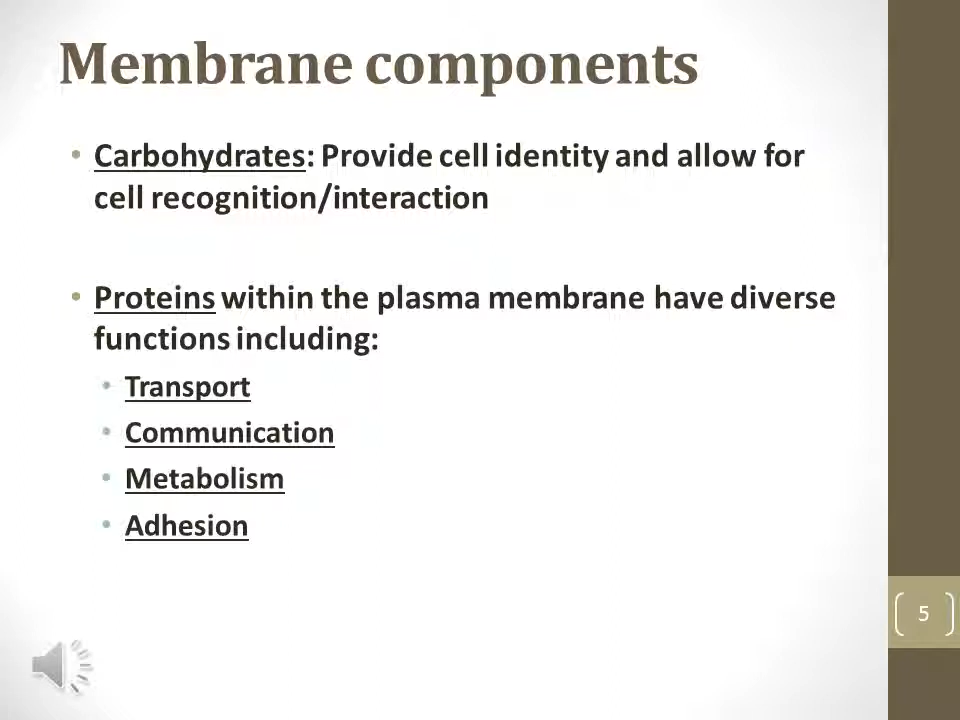 Membrane components
• Carbohydrates: Provide cell identity and allow for
cell recognition/interaction
• Proteins within the plasma membrane have diverse
functions including:
• Transport
• Communication
• Metabolism
• Adhesion
5